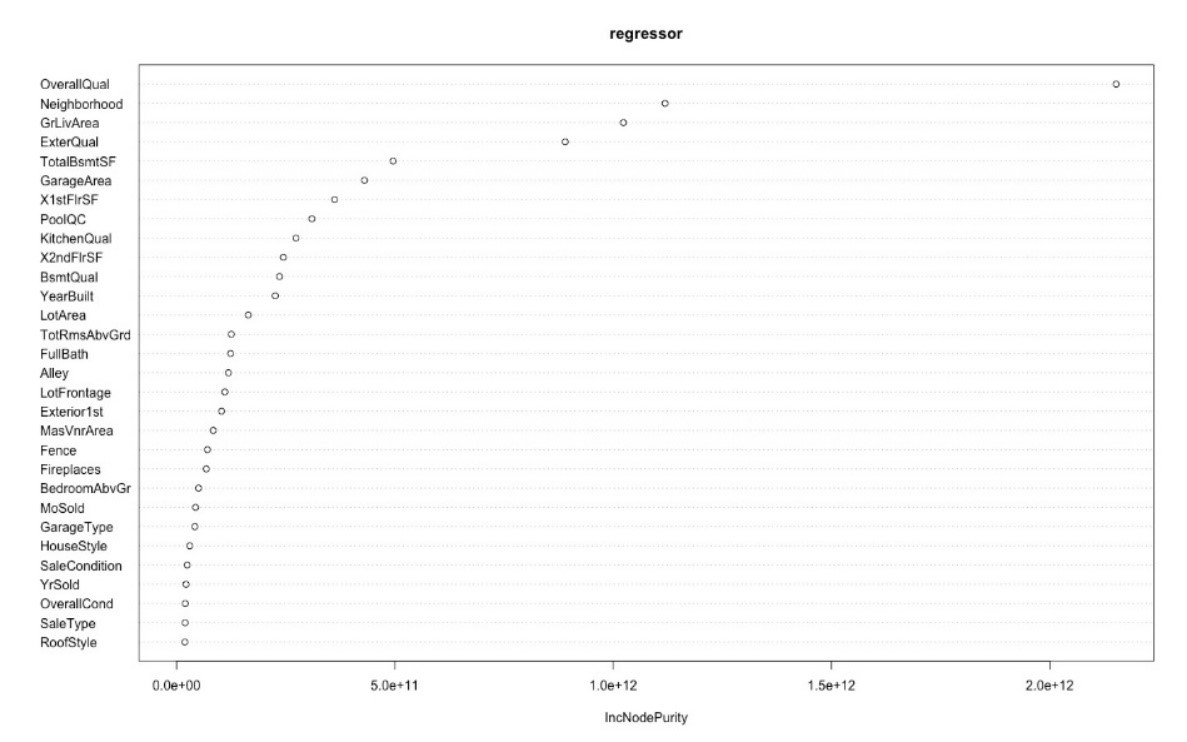 regressor
OverallQual
Neighborhood
GrLivArea
ExterQual
TotalBsmtSF
GarageArea
X1stFlrSF
PoolQC
KitchenQual
X2ndFlrSF
BsmtQual
YearBuilt
LotArea
TotRmsAbvGrd
FullBath
Alley
LotFrontage
Exterior1st
MasVnrArea
Fence
Fireplaces
BedroomAbvGr
MoSold
GarageType
HouseStyle
SaleCondition
YrSold
OverallCond
SaleType
RoofStyle
0.0e+00 5.0e+11 1.0e+12 1.5e+12 2.0e+12
IncNodePurity